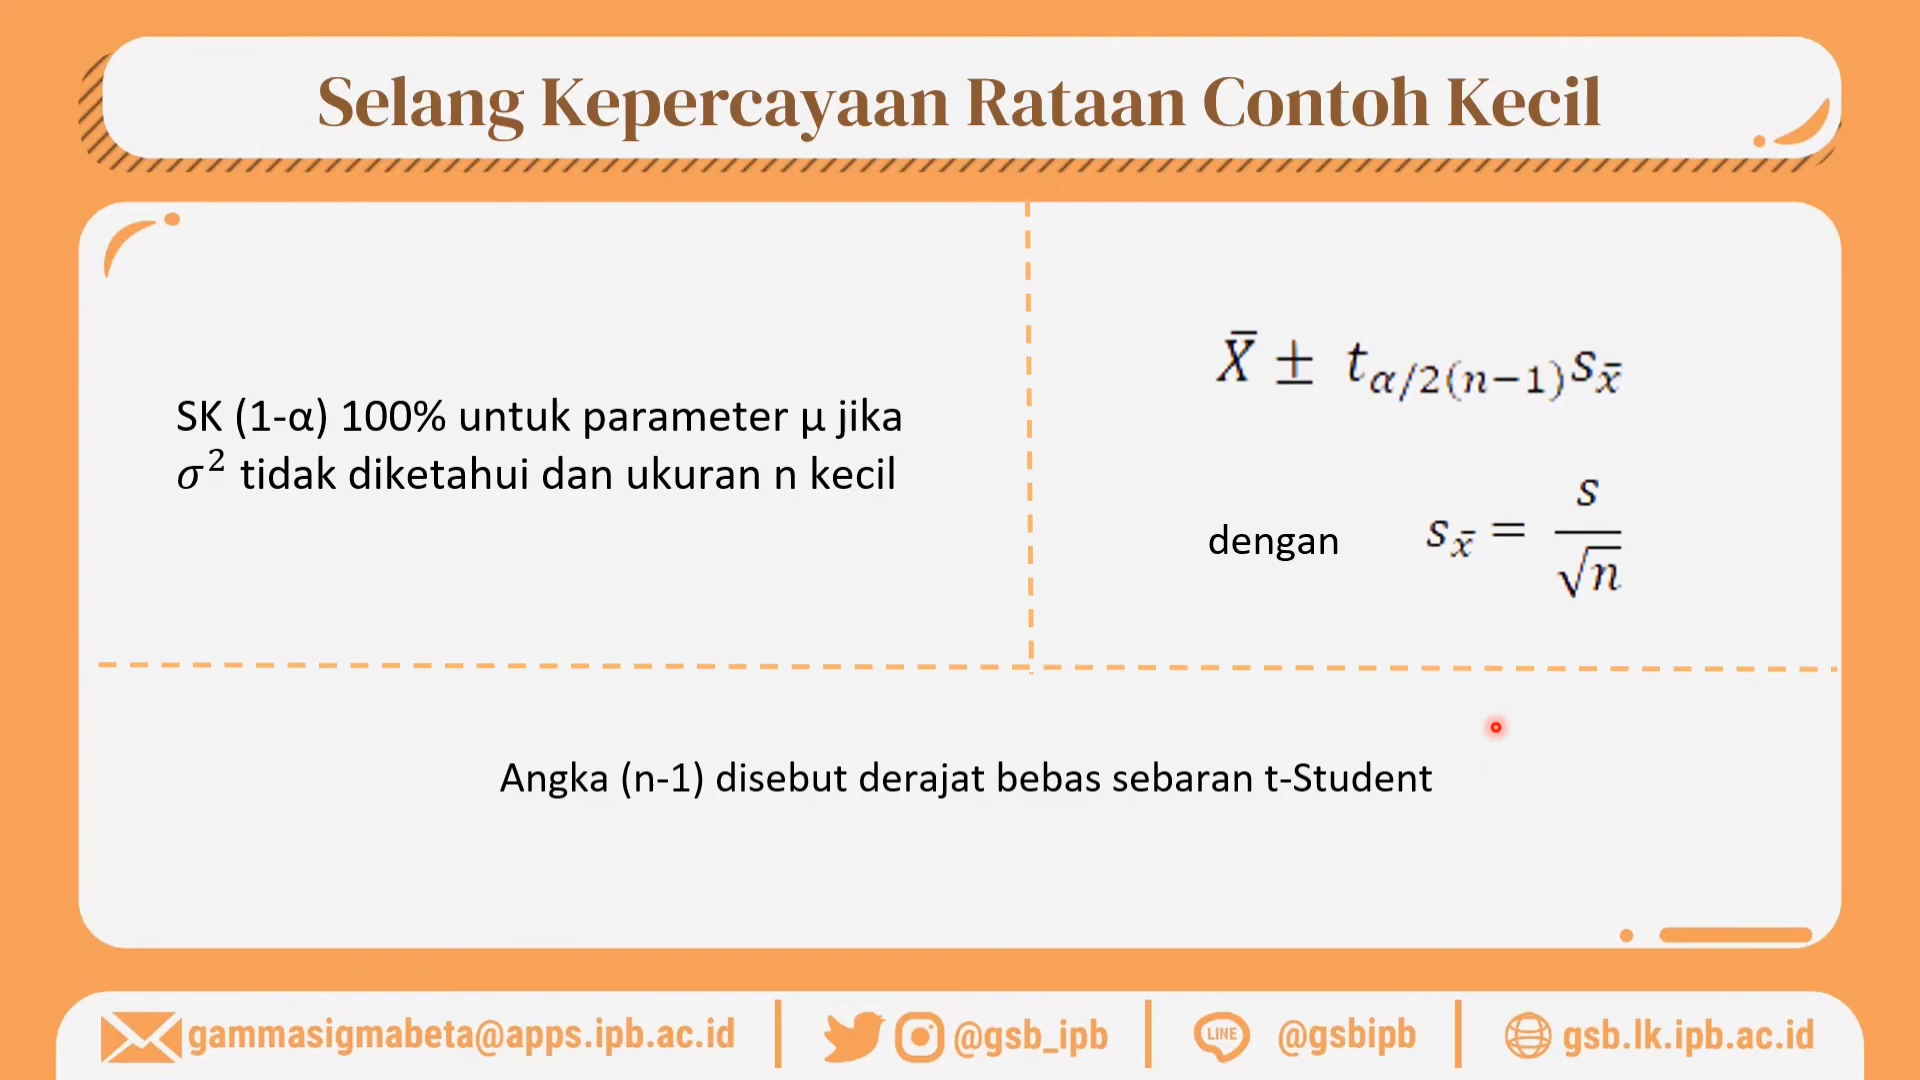 Selang Kepercayaan Rataan Contoh Kecil
SK (1-α) 100% untuk parameter μ jika
σ² tidak diketahui dan ukuran n kecil
X̄ ± t_{α/2(n−1)}s_{x̄}
dengan s_{x̄} = s/√n
Angka (n-1) disebut derajat bebas sebaran t-Student
gammasigmabeta@apps.ipb.ac.id | @gsb_ipb | LINE @gsbipb | gsb.lk.ipb.ac.id